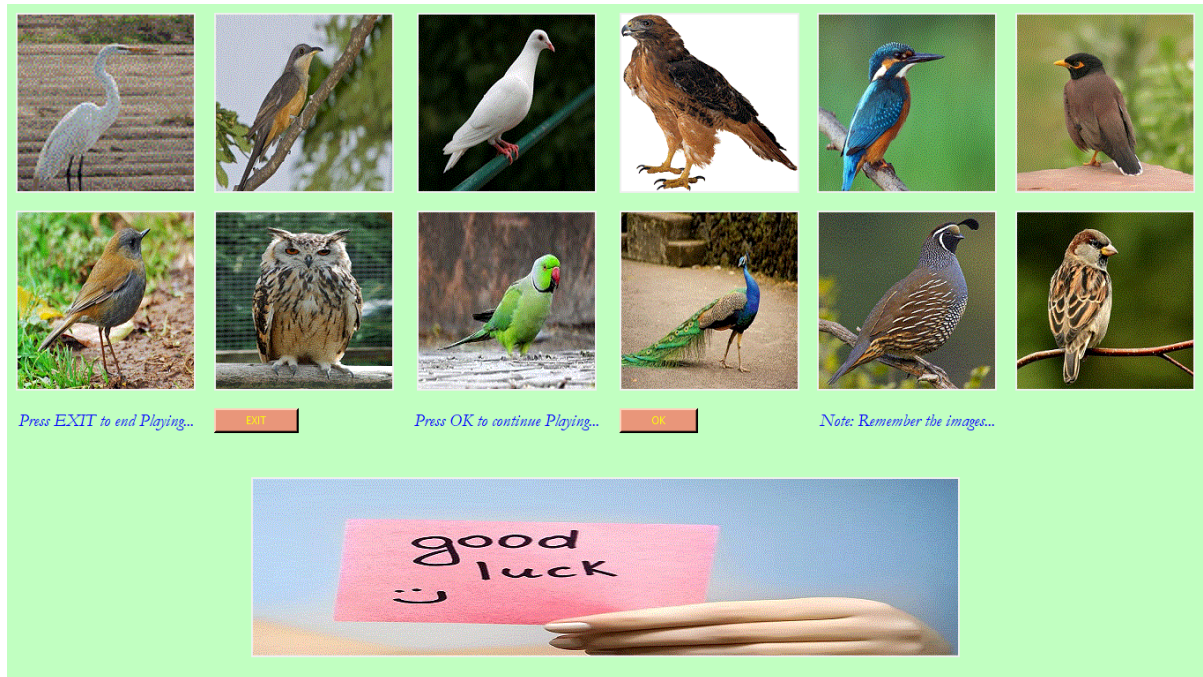 Press EXIT to end Playing...
EXIT
Press OK to continue Playing...
OK
Note: Remember the images...
good
luck